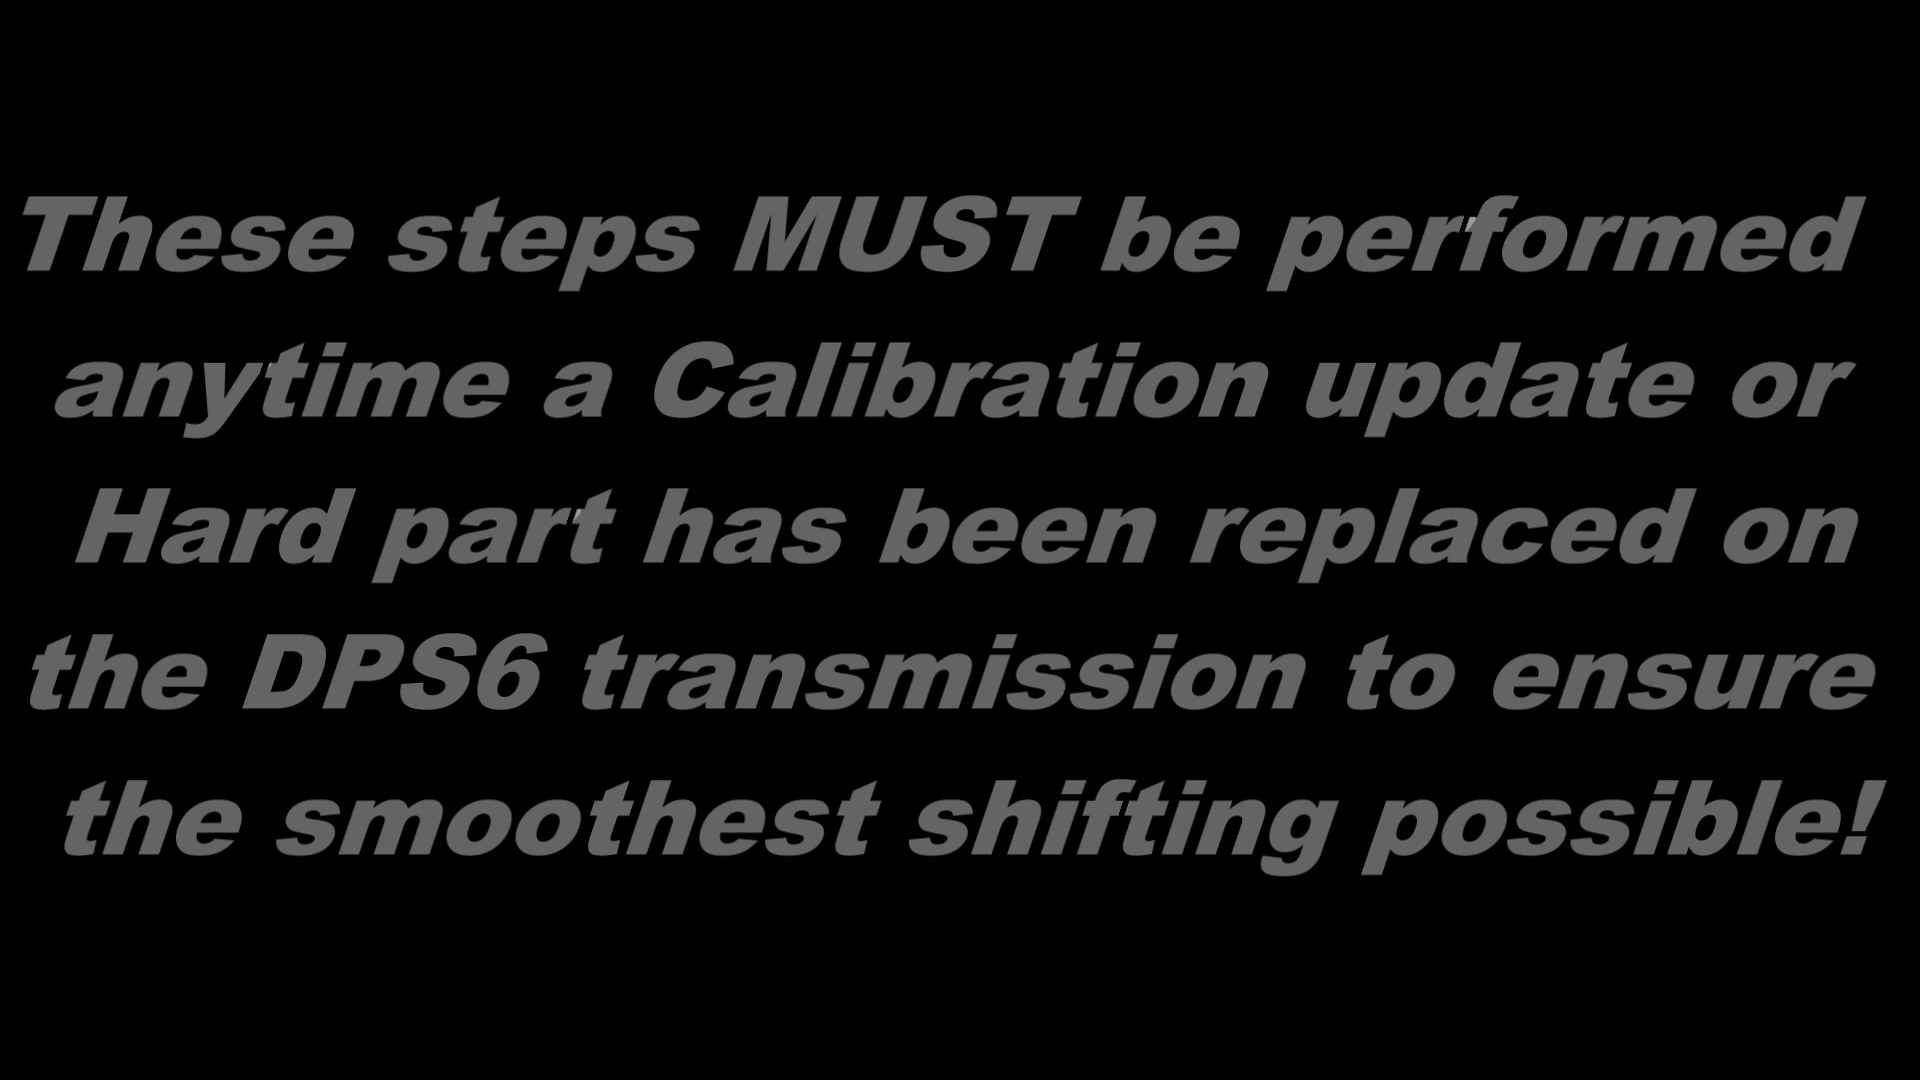 These steps MUST be performed
anytime a Calibration update or
Hard part has been replaced on
the DPS6 transmission to ensure
the smoothest shifting possible!